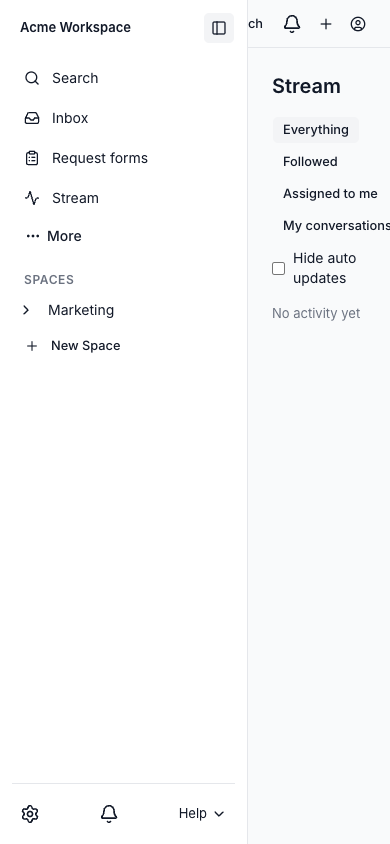 Acme Workspace
Search
Inbox
Request forms
Stream
More
SPACES
Marketing
New Space
Help
ch
Stream
Everything
Followed
Assigned to me
My conversations
Hide auto
updates
No activity yet